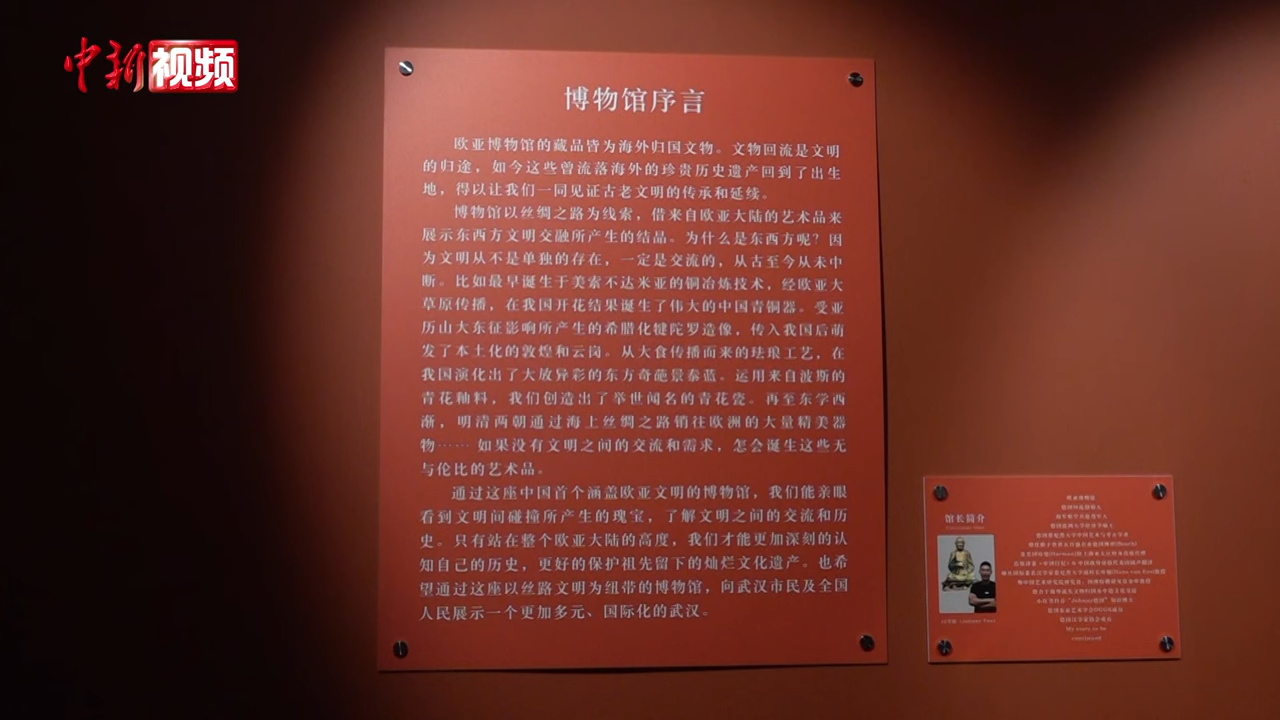 中新视频
博物馆序言
欧亚博物馆的藏品皆为海外归国文物。文物回流是文明
的归途，如今这些曾流落海外的珍贵历史遗产回到了出生
地，得以让我们一同见证古老文明的传承和延续。
博物馆以丝绸之路为线索，借来自欧亚大陆的艺术品来
展示东西方文明交融所产生的结晶。为什么是东西方呢？因
为文明从不是单独的存在，一定是交流的，从古至今从未中
断。比如最早诞生于美索不达米亚的铜冶炼技术，经欧亚大
草原传播，在我国开花结果诞生了伟大的中国青铜器。受亚
历山大东征影响所产生的希腊化犍陀罗造像，传入我国后萌
发了本土化的敦煌和云岗。从大食传播而来的珐琅工艺，在
我国演化出了大放异彩的东方奇葩景泰蓝。运用来自波斯的
青花釉料，我们创造出了举世闻名的青花瓷。再至东学西
渐，明清两朝通过海上丝绸之路销往欧洲的大量精美器
物……如果没有文明之间的交流和需求，怎会诞生这些无
与伦比的艺术品。
通过这座中国首个涵盖欧亚文明的博物馆，我们能亲眼
看到文明间碰撞所产生的瑰宝，了解文明之间的交流和历
史。只有站在整个欧亚大陆的高度，我们才能更加深刻的认
知自己的历史，更好的保护祖先留下的灿烂文化遗产。也希
望通过这座以丝路文明为纽带的博物馆，向武汉市民及全国
人民展示一个更加多元、国际化的武汉。
馆长简介